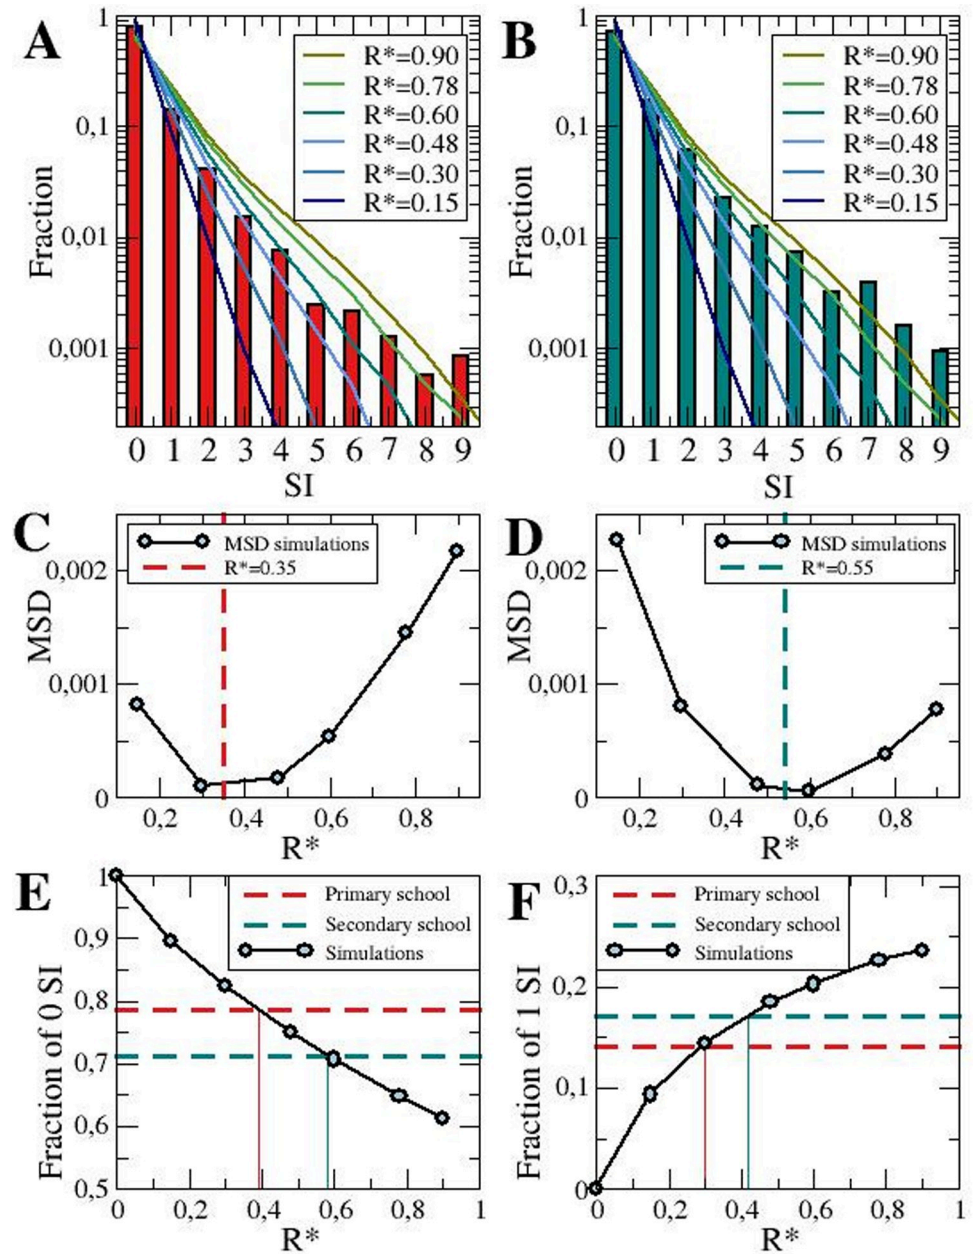 A
1
0,1
0,01
0,001
Fraction
R*=0.90
R*=0.78
R*=0.60
R*=0.48
R*=0.30
R*=0.15
0 1 2 3 4 5 6 7 8 9
SI
B
1
0,1
0,01
0,001
Fraction
R*=0.90
R*=0.78
R*=0.60
R*=0.48
R*=0.30
R*=0.15
0 1 2 3 4 5 6 7 8 9
SI
C
MSD simulations
R*=0.35
0,002
0,001
0
MSD
0,2 0,4 0,6 0,8
R*
D
MSD simulations
R*=0.55
0,002
0,001
0
MSD
0,2 0,4 0,6 0,8
R*
E
Primary school
Secondary school
Simulations
1
0,9
0,8
0,7
0,6
0,5
Fraction of 0 SI
0 0,2 0,4 0,6 0,8 1
R*
F
Primary school
Secondary school
Simulations
0,3
0,2
0,1
0
Fraction of 1 SI
0 0,2 0,4 0,6 0,8 1
R*